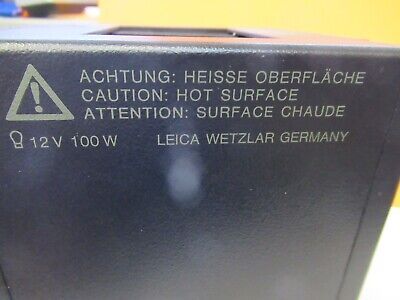 ACHTUNG: HEISSE OBERFLÄCHE
CAUTION: HOT SURFACE
ATTENTION: SURFACE CHAUDE
12V 100W LEICA WETZLAR GERMANY